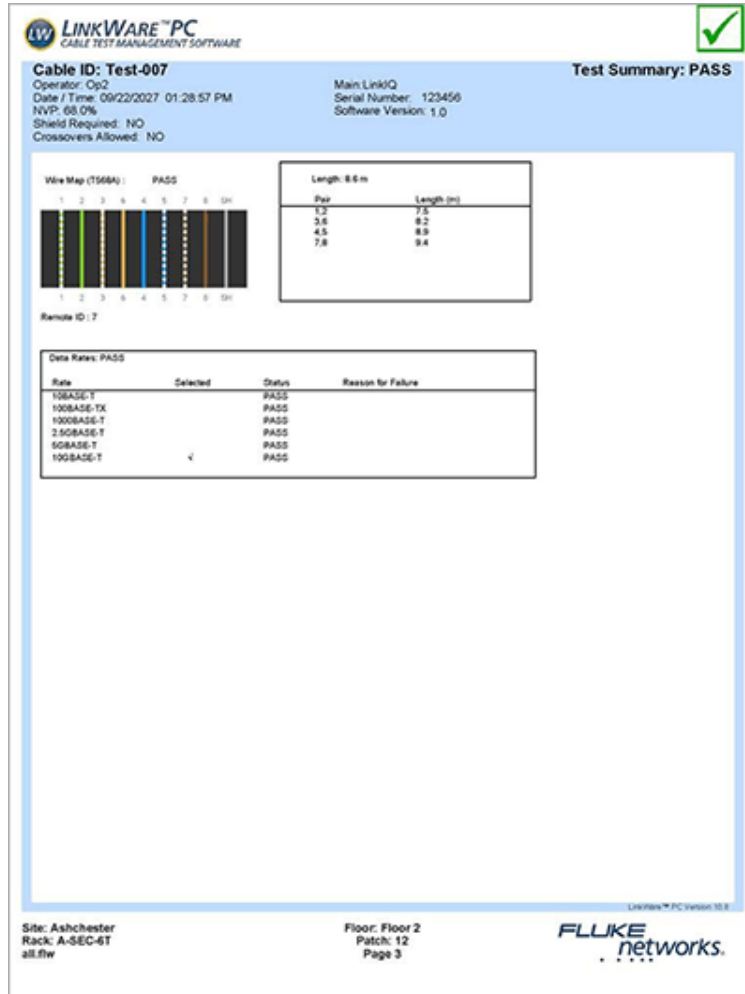 LW LINKWARE™PC
CABLE TEST MANAGEMENT SOFTWARE
Cable ID: Test-007
Test Summary: PASS
Operator: Op2
Date / Time: 09/22/2027 01:28:57 PM
NVP: 68.0%
Shield Required: NO
Crossovers Allowed: NO
Main:LinkIQ
Serial Number: 123456
Software Version: 1.0
Wire Map (T568A) : PASS
1 2 3 6 4 5 7 8 SH
1 2 3 6 4 5 7 8 SH
Remote ID : 7
Length: 8.6 m
Pair Length (m)
1,2 7.5
3,6 8.2
4,5 8.9
7,8 9.4
Data Rates: PASS
Rate Selected Status Reason for Failure
10BASE-T PASS
100BASE-TX PASS
1000BASE-T PASS
2.5GBASE-T PASS
5GBASE-T PASS
10GBASE-T √ PASS
LinkWare™ PC Version 10.8
Site: Ashchester
Rack: A-SEC-6T
all.flw
Floor: Floor 2
Patch: 12
Page 3
FLUKE
networks.